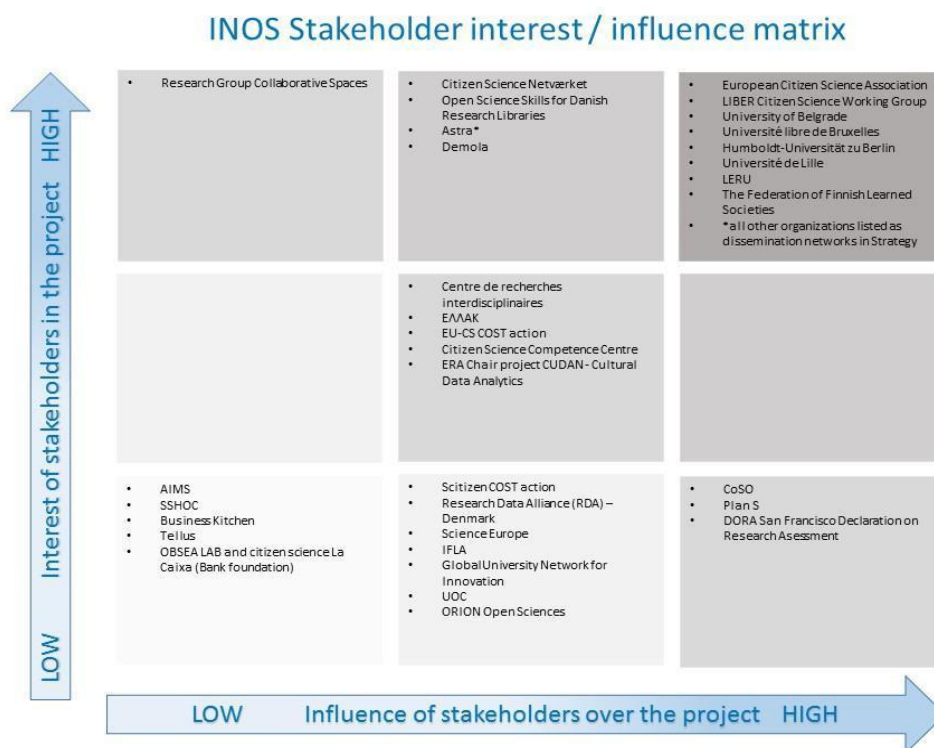 INOS Stakeholder interest / influence matrix
Interest of stakeholders in the project HIGH
LOW
• Research Group Collaborative Spaces
• Citizen Science Netværket
• Open Science Skills for Danish
Research Libraries
• Astra*
• Demola
• European Citizen Science Association
• LIBER Citizen Science Working Group
• University of Belgrade
• Université libre de Bruxelles
• Humboldt-Universität zu Berlin
• Université de Lille
• LERU
• The Federation of Finnish Learned
Societies
• *all other organizations listed as
dissemination networks in Strategy
• Centre de recherches
interdisciplinaires
• ΕΛΛΑΚ
• EU-CS COST action
• Citizen Science Competence Centre
• ERA Chair project CUDAN - Cultural
Data Analytics
• AIMS
• SSHOC
• Business Kitchen
• Tellus
• OBSEA LAB and citizen science La
Caixa (Bank foundation)
• Scitizen COST action
• Research Data Alliance (RDA) –
Denmark
• Science Europe
• IFLA
• Global University Network for
Innovation
• UOC
• ORION Open Sciences
• CoSO
• Plan S
• DORA San Francisco Declaration on
Research Asessment
LOW Influence of stakeholders over the project HIGH